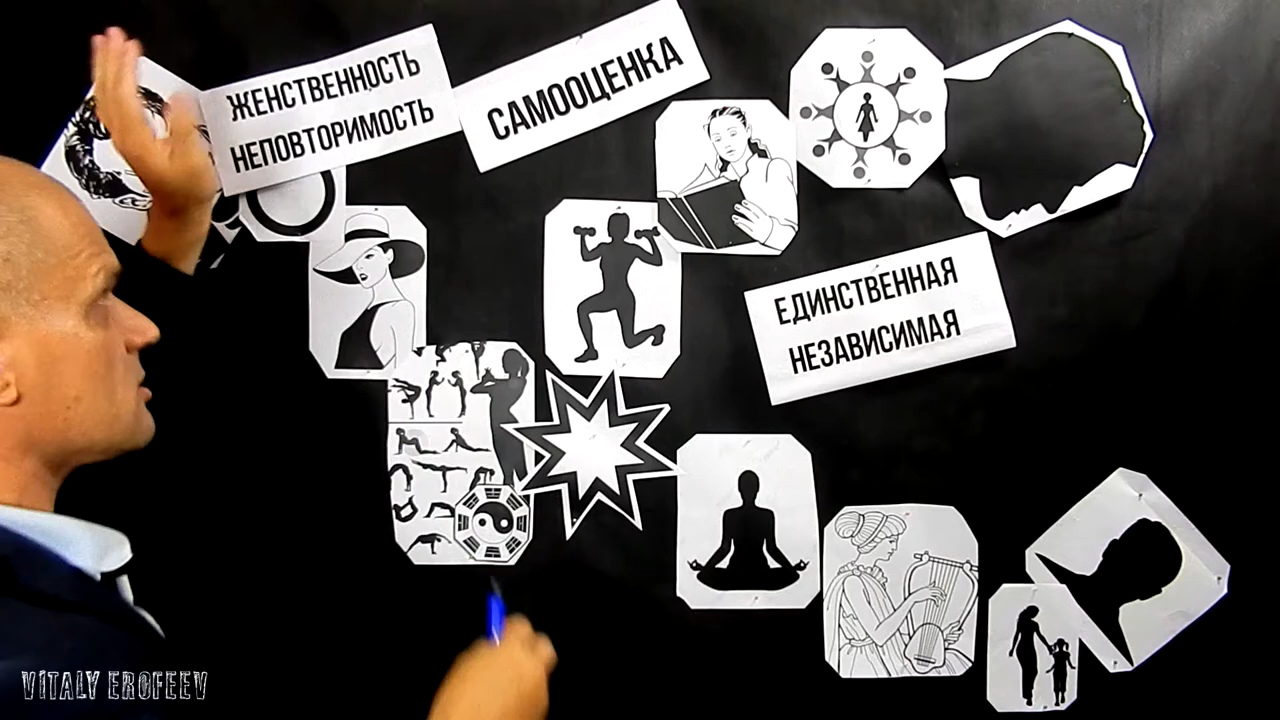 ЖЕНСТВЕННОСТЬ
НЕПОВТОРИМОСТЬ
САМООЦЕНКА
ЕДИНСТВЕННАЯ
НЕЗАВИСИМАЯ
VITALY EROFEEV